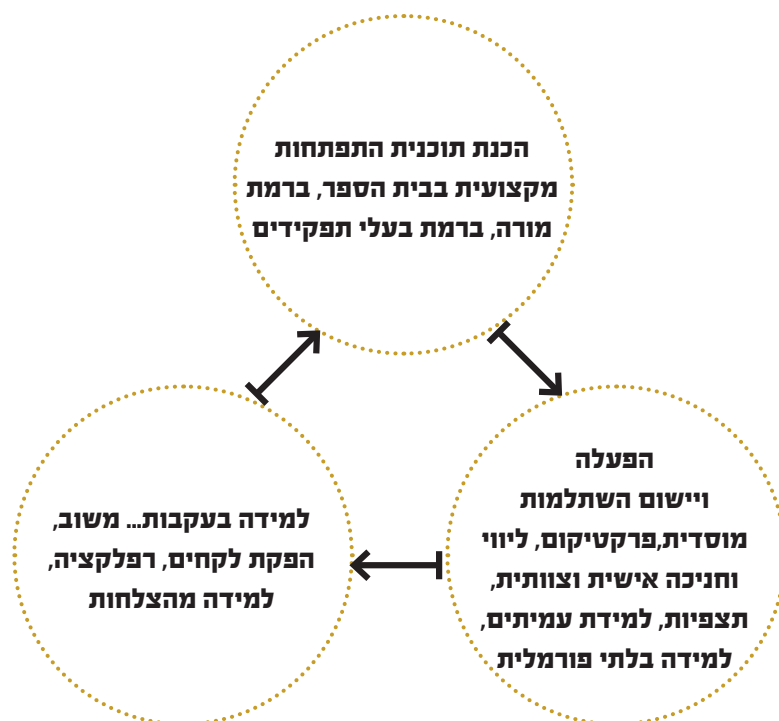 הכנת תוכנית התפתחות
מקצועית בבית הספר, ברמת
מורה, ברמת בעלי תפקידים
הפעלה
ויישום השתלמות
מוסדית,פרקטיקום, ליווי
וחניכה אישית וצוותית,
תצפיות, למידת עמיתים,
למידה בלתי פורמלית
למידה בעקבות... משוב,
הפקת לקחים, רפלקציה,
למידה מהצלחות